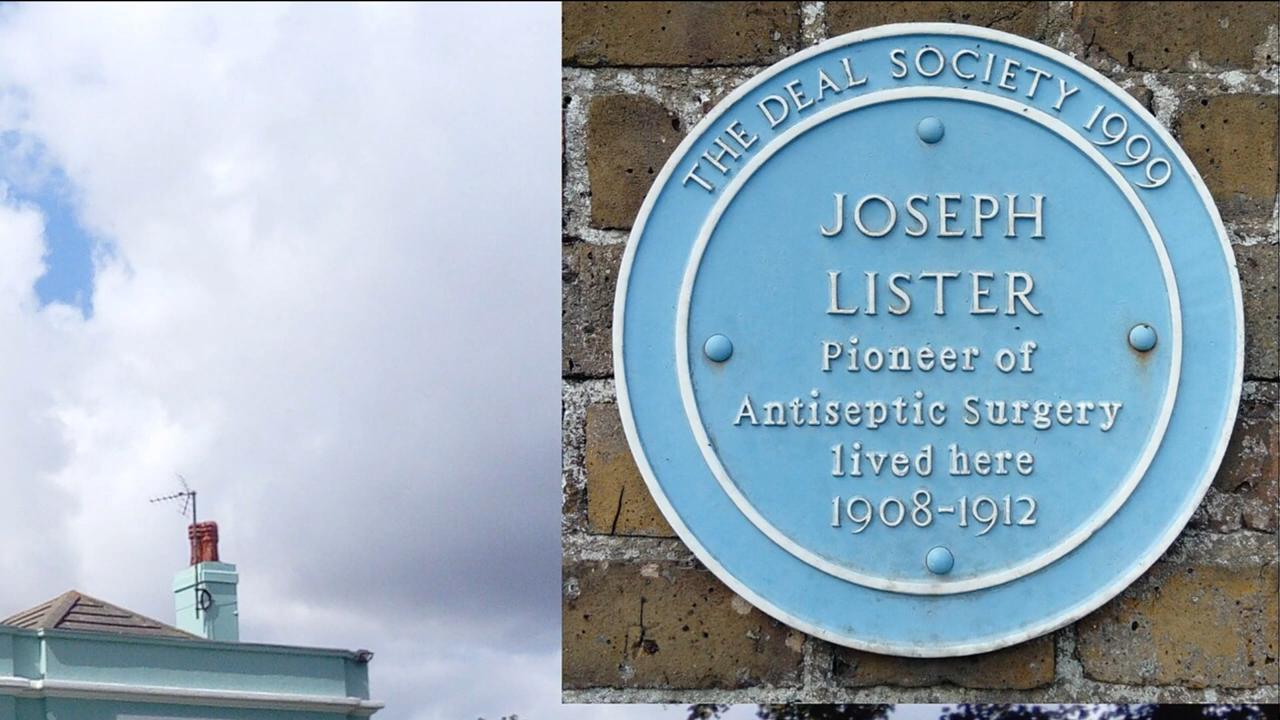 THE DEAL SOCIETY 1999
JOSEPH
LISTER
Pioneer of
Antiseptic Surgery
lived here
1908-1912